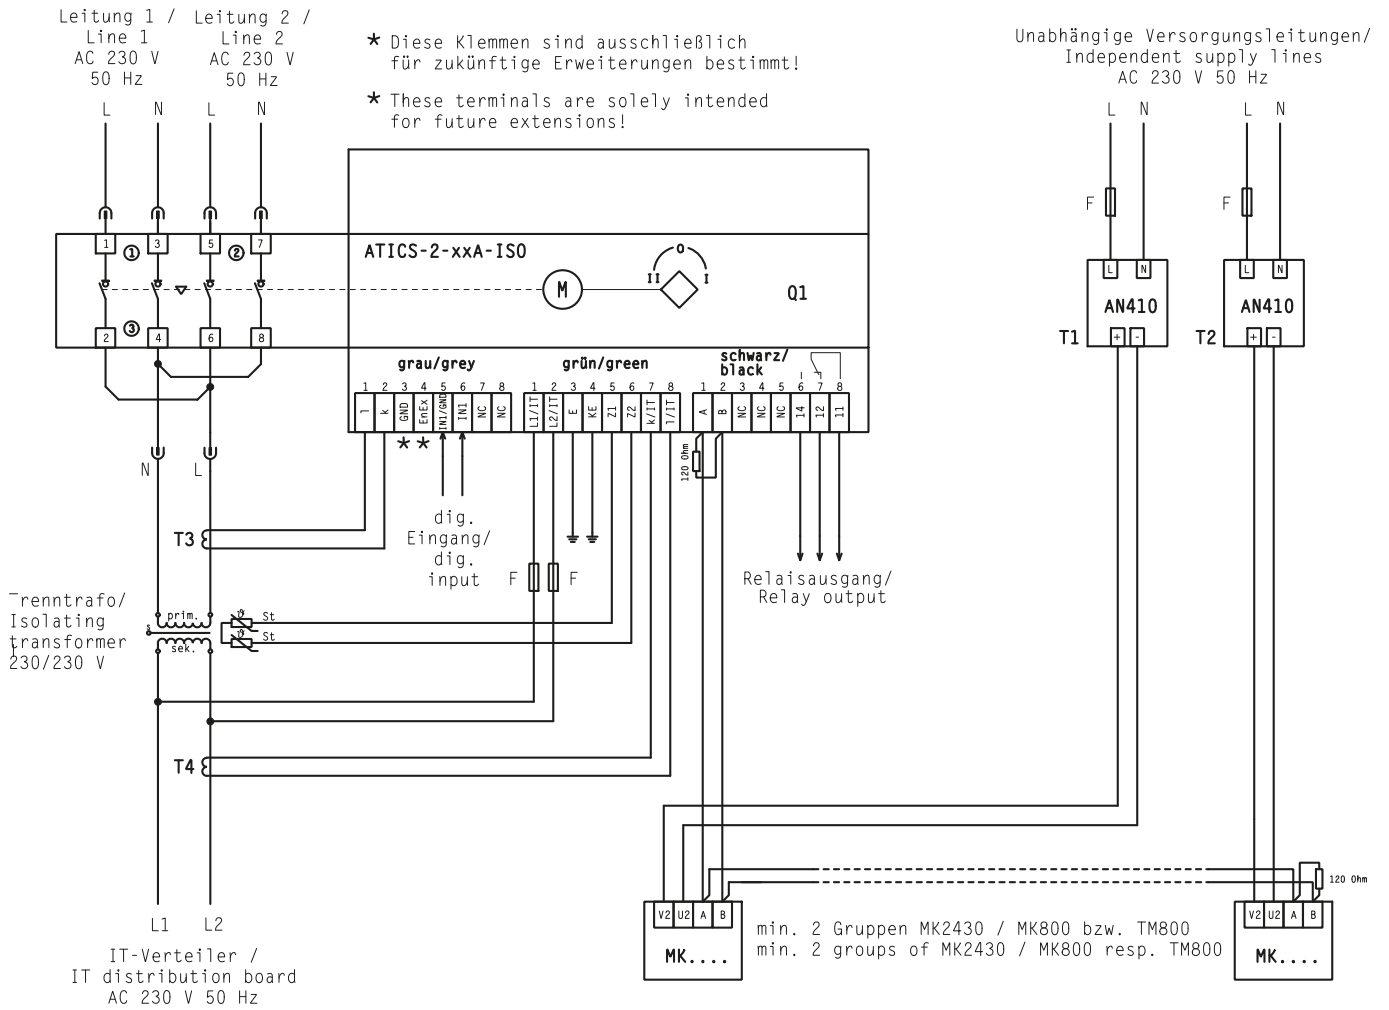 Leitung 1 /
Line 1
AC 230 V
50 Hz
Leitung 2 /
Line 2
AC 230 V
50 Hz
* Diese Klemmen sind ausschließlich
für zukünftige Erweiterungen bestimmt!
* These terminals are solely intended
for future extensions!
Unabhängige Versorgungsleitungen/
Independent supply lines
AC 230 V 50 Hz
L N L N
L N L N
F F
1 3 5 7
① ②
ATICS-2-xxA-ISO
II 0 I
M
Q1
③
2 4 6 8
L N L N
AN410 AN410
T1 + - T2 + -
grau/grey
grün/green
schwarz/
black
1 2 3 4 5 6 7 8
l k GND EnEx IN1/GND IN1 NC NC
* *
1 2 3 4 5 6 7 8
L1/IT L2/IT E KE Z1 Z2 k/IT l/IT
1 2 3 4 5 6 7 8
A B NC NC NC 14 12 11
120 Ohm
N L
T3
dig.
Eingang/
dig.
input
F F
Relaisausgang/
Relay output
Trenntrafo/
Isolating
transformer
230/230 V
prim.
s
sek.
ϑ St
ϑ St
T4
L1 L2
IT-Verteiler /
IT distribution board
AC 230 V 50 Hz
V2 U2 A B
MK....
min. 2 Gruppen MK2430 / MK800 bzw. TM800
min. 2 groups of MK2430 / MK800 resp. TM800
120 Ohm
V2 U2 A B
MK....